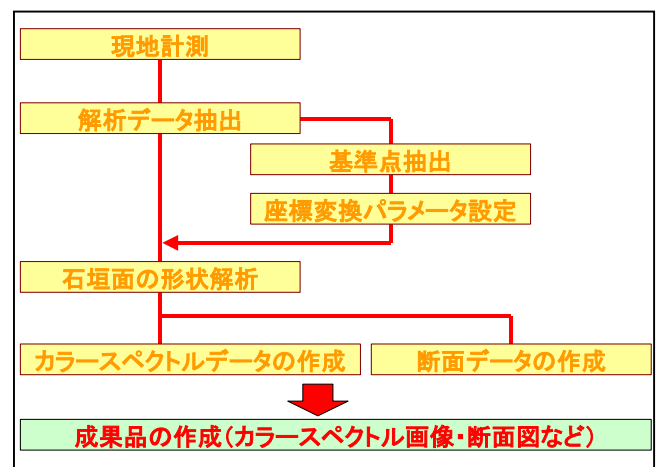 現地計測
解析データ抽出
基準点抽出
座標変換パラメータ設定
石垣面の形状解析
カラースペクトルデータの作成
断面データの作成
成果品の作成(カラースペクトル画像・断面図など)